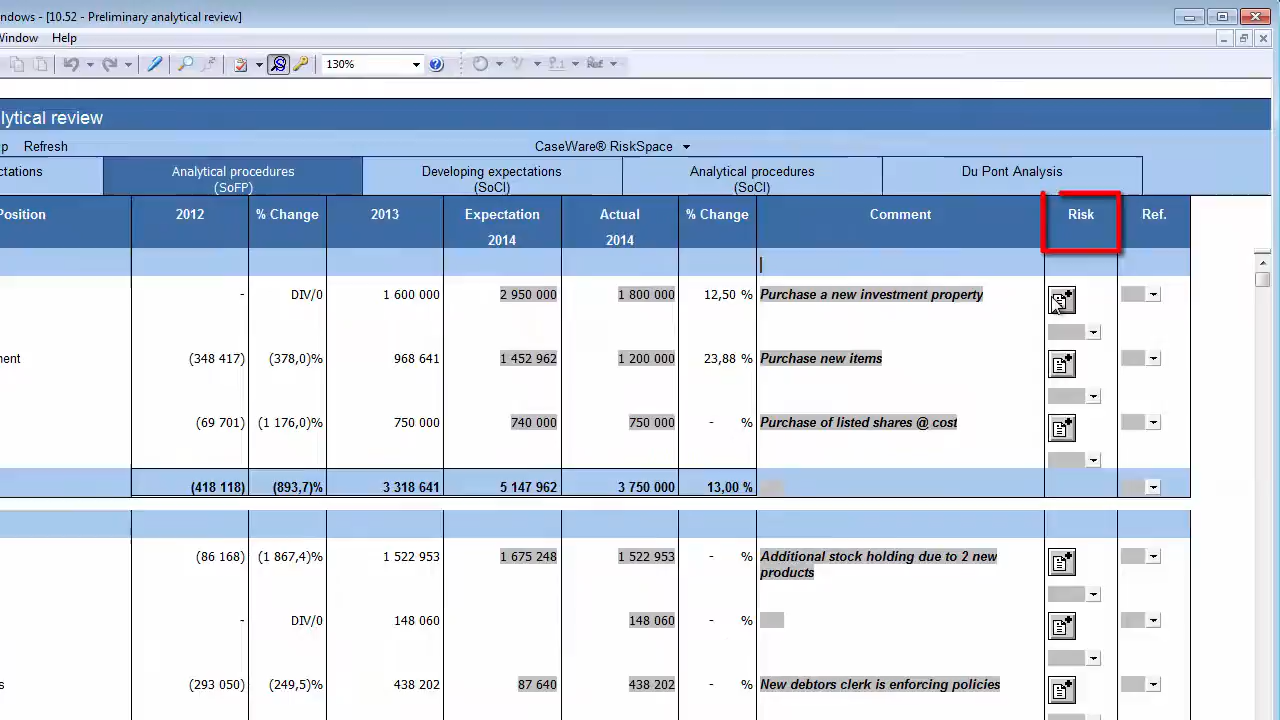 ndows - [10.52 - Preliminary analytical review]
Window Help
130%
lytical review
p Refresh CaseWare® RiskSpace
ctations Analytical procedures (SoFP) Developing expectations (SoCI) Analytical procedures (SoCI) Du Pont Analysis
Position 2012 % Change 2013 Expectation 2014 Actual 2014 % Change Comment Risk Ref.
- DIV/0 1 600 000 2 950 000 1 800 000 12,50 % Purchase a new investment property
ment (348 417) (378,0)% 968 641 1 452 962 1 200 000 23,88 % Purchase new items
(69 701) (1 176,0)% 750 000 740 000 750 000 - % Purchase of listed shares @ cost
(418 118) (893,7)% 3 318 641 5 147 962 3 750 000 13,00 %
(86 168) (1 867,4)% 1 522 953 1 675 248 1 522 953 - % Additional stock holding due to 2 new
products
- DIV/0 148 060 148 060 - %
s (293 050) (249,5)% 438 202 87 640 438 202 - % New debtors clerk is enforcing policies